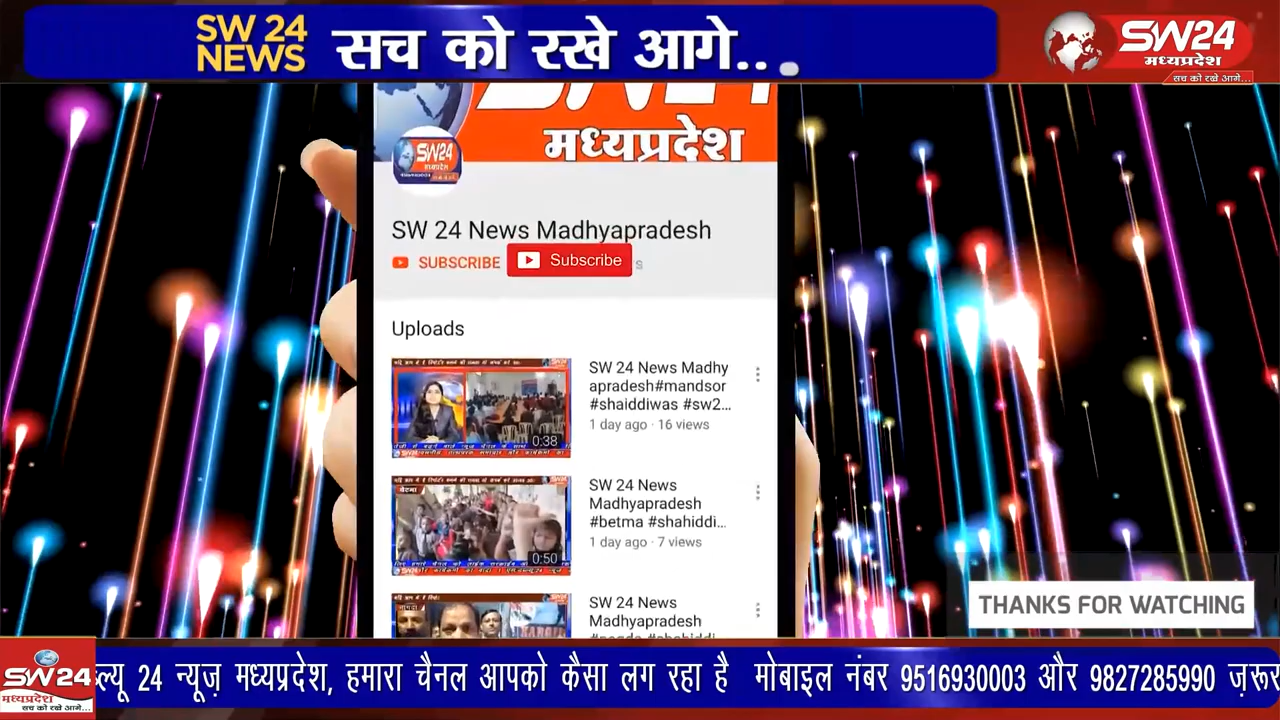 SW 24
NEWS
सच को रखे आगे...
SW24
मध्यप्रदेश
सच को रखे आगे...
मध्यप्रदेश
SW24
SW 24 News Madhyapradesh
SUBSCRIBE
Subscribe
s
Uploads
SW 24 News Madhy
apradesh#mandsor
#shaiddiwas #sw2...
1 day ago · 16 views
0:38
SW 24 News
Madhyapradesh
#betma #shahiddi...
1 day ago · 7 views
बेटमा
0:50
SW 24 News
Madhyapradesh
THANKS FOR WATCHING
SW24
मध्यप्रदेश
सच को रखे आगे...
ब्ल्यू 24 न्यूज़ मध्यप्रदेश, हमारा चैनल आपको कैसा लग रहा है मोबाइल नंबर 9516930003 और 9827285990 ज़रूर